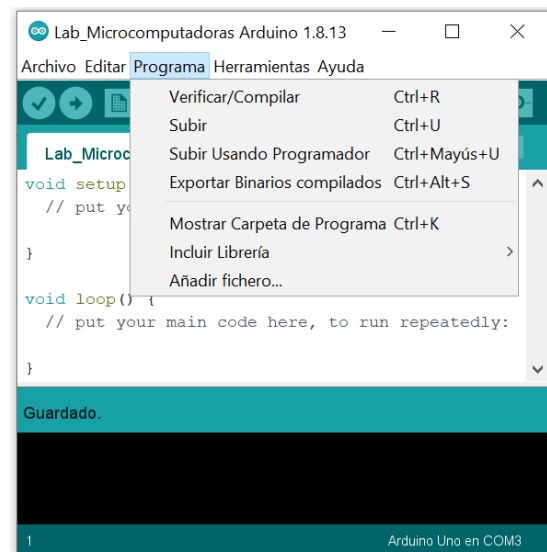 Lab_Microcomputadoras Arduino 1.8.13
Archivo Editar Programa Herramientas Ayuda
Verificar/Compilar Ctrl+R
Subir Ctrl+U
Lab_Microc
Subir Usando Programador Ctrl+Mayús+U
void setup
Exportar Binarios compilados Ctrl+Alt+S
// put yo
Mostrar Carpeta de Programa Ctrl+K
}
Incluir Librería
Añadir fichero...
void loop() {
// put your main code here, to run repeatedly:
}
Guardado.
1 Arduino Uno en COM3